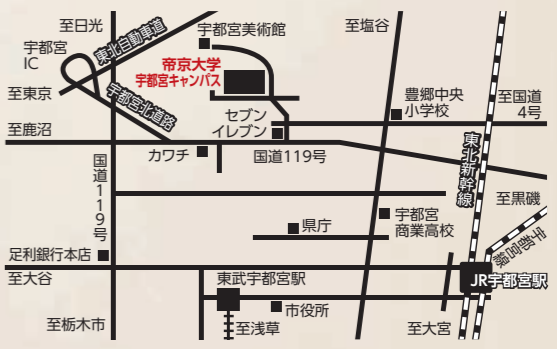 至日光
宇都宮美術館
至塩谷
東北自動車道
宇都宮
IC
帝京大学
宇都宮キャンパス
至東京
宇都宮北道路
豊郷中央
小学校
至国道
4号
セブン
イレブン
至鹿沼
カワチ
国道119号
東北新幹線
国道119号
至黒磯
宇都宮
商業高校
県庁
宇都宮線
足利銀行本店
至大谷
東武宇都宮駅
JR宇都宮駅
市役所
至栃木市
至浅草
至大宮